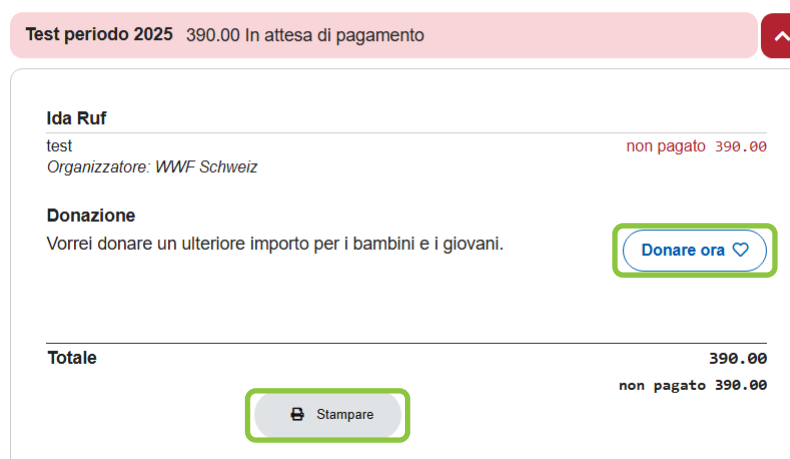 Test periodo 2025 390.00 In attesa di pagamento
Ida Ruf
test non pagato 390.00
Organizzatore: WWF Schweiz
Donazione
Vorrei donare un ulteriore importo per i bambini e i giovani.
Donare ora
Totale 390.00
non pagato 390.00
Stampare